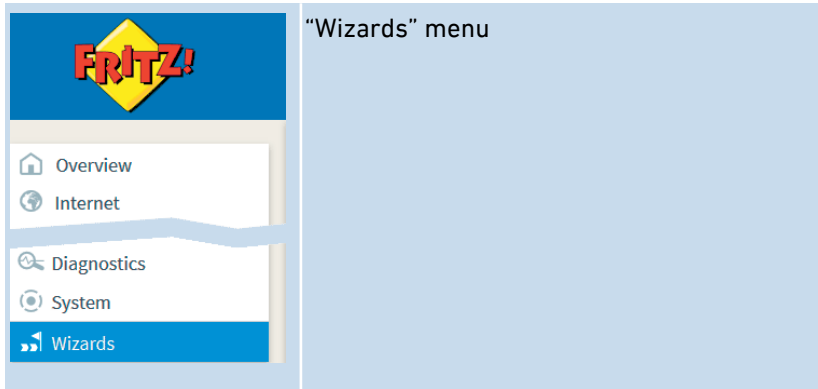 FRITZ!
“Wizards” menu
Overview
Internet
Diagnostics
System
Wizards